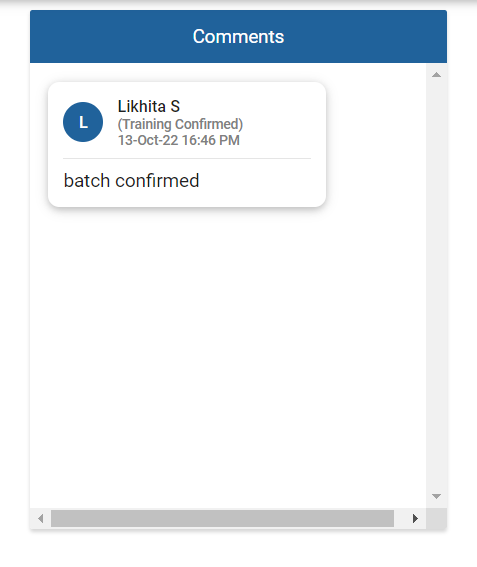 Comments
L
Likhita S
(Training Confirmed)
13-Oct-22 16:46 PM
batch confirmed